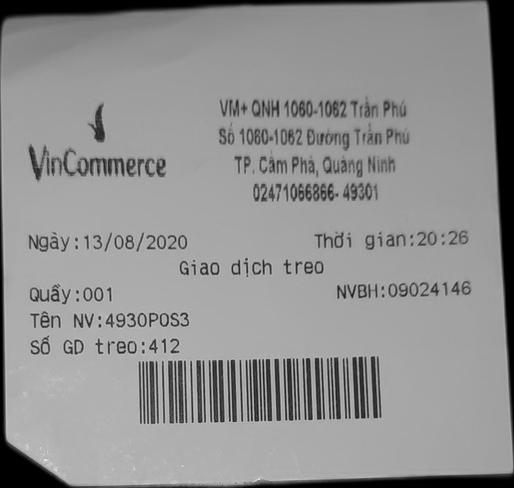 VinCommerce
VM+ QNH 1060-1062 Trần Phú
Số 1060-1062 Đường Trần Phú
TP. Cẩm Phả, Quảng Ninh
02471066866- 49301
Ngày:13/08/2020 Thời gian:20:26
Giao dịch treo
Quầy:001 NVBH:09024146
Tên NV:4930POS3
Số GD treo:412